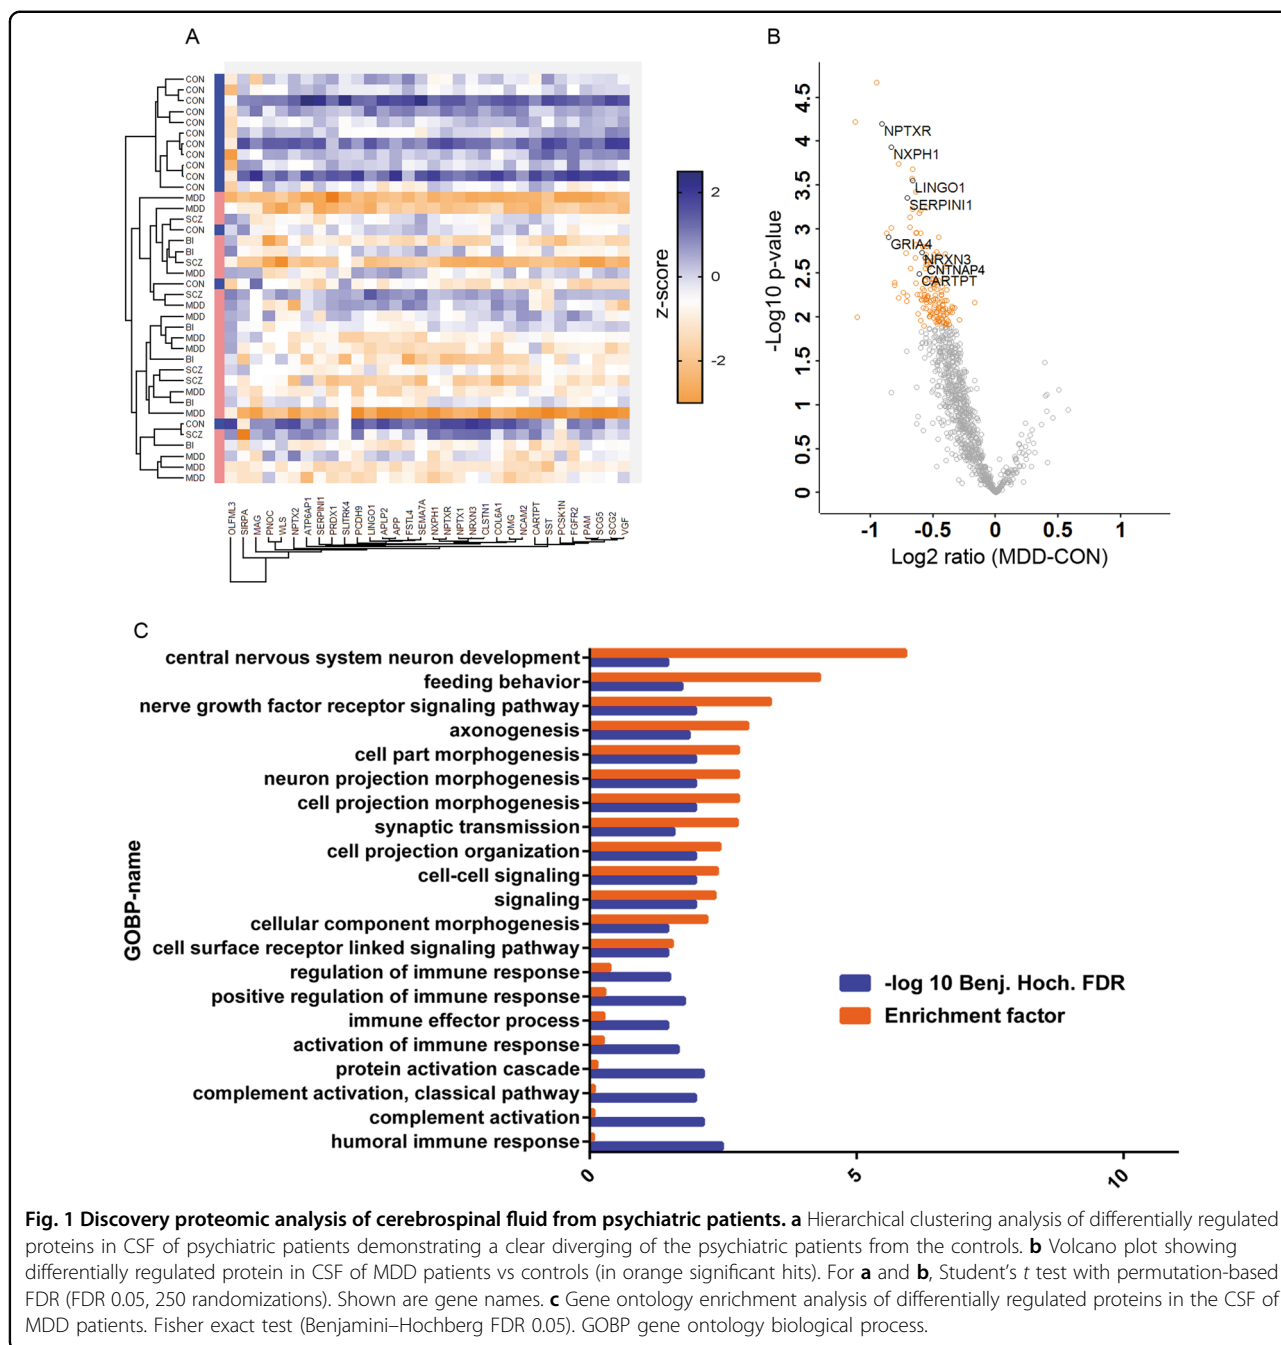 A
CON
CON
CON
CON
CON
CON
CON
CON
CON
CON
CON
MDD
MDD
SCZ
CON
BI
BI
SCZ
MDD
CON
SCZ
MDD
MDD
BI
MDD
MDD
BI
SCZ
SCZ
MDD
BI
MDD
CON
SCZ
BI
MDD
MDD
MDD
OLFML3
SIRPA
MAG
PNOC
WLS
NPTX2
ATP6AP1
SERPINI1
PRDX1
SLITRK4
PCDH9
LINGO1
APLP2
APP
FSTL4
SEMA7A
NXPH1
NPTXR
NPTX1
NRXN3
CLSTN1
COL6A1
OMG
NCAM2
CARTPT
SST
PCSK1N
FGFR2
PAM
SCG5
SCG2
VGF
2
0
-2
z-score
B
4.5
4
3.5
3
2.5
2
1.5
1
0.5
0
-Log10 p-value
NPTXR
NXPH1
LINGO1
SERPINI1
GRIA4
NRXN3
CNTNAP4
CARTPT
-1
-0.5
0
0.5
1
Log2 ratio (MDD-CON)
C
GOBP-name
central nervous system neuron development
feeding behavior
nerve growth factor receptor signaling pathway
axonogenesis
cell part morphogenesis
neuron projection morphogenesis
cell projection morphogenesis
synaptic transmission
cell projection organization
cell-cell signaling
signaling
cellular component morphogenesis
cell surface receptor linked signaling pathway
regulation of immune response
positive regulation of immune response
immune effector process
activation of immune response
protein activation cascade
complement activation, classical pathway
complement activation
humoral immune response
-log 10 Benj. Hoch. FDR
Enrichment factor
0
5
10
Fig. 1 Discovery proteomic analysis of cerebrospinal fluid from psychiatric patients. a Hierarchical clustering analysis of differentially regulated
proteins in CSF of psychiatric patients demonstrating a clear diverging of the psychiatric patients from the controls. b Volcano plot showing
differentially regulated protein in CSF of MDD patients vs controls (in orange significant hits). For a and b, Student's t test with permutation-based
FDR (FDR 0.05, 250 randomizations). Shown are gene names. c Gene ontology enrichment analysis of differentially regulated proteins in the CSF of
MDD patients. Fisher exact test (Benjamini–Hochberg FDR 0.05). GOBP gene ontology biological process.